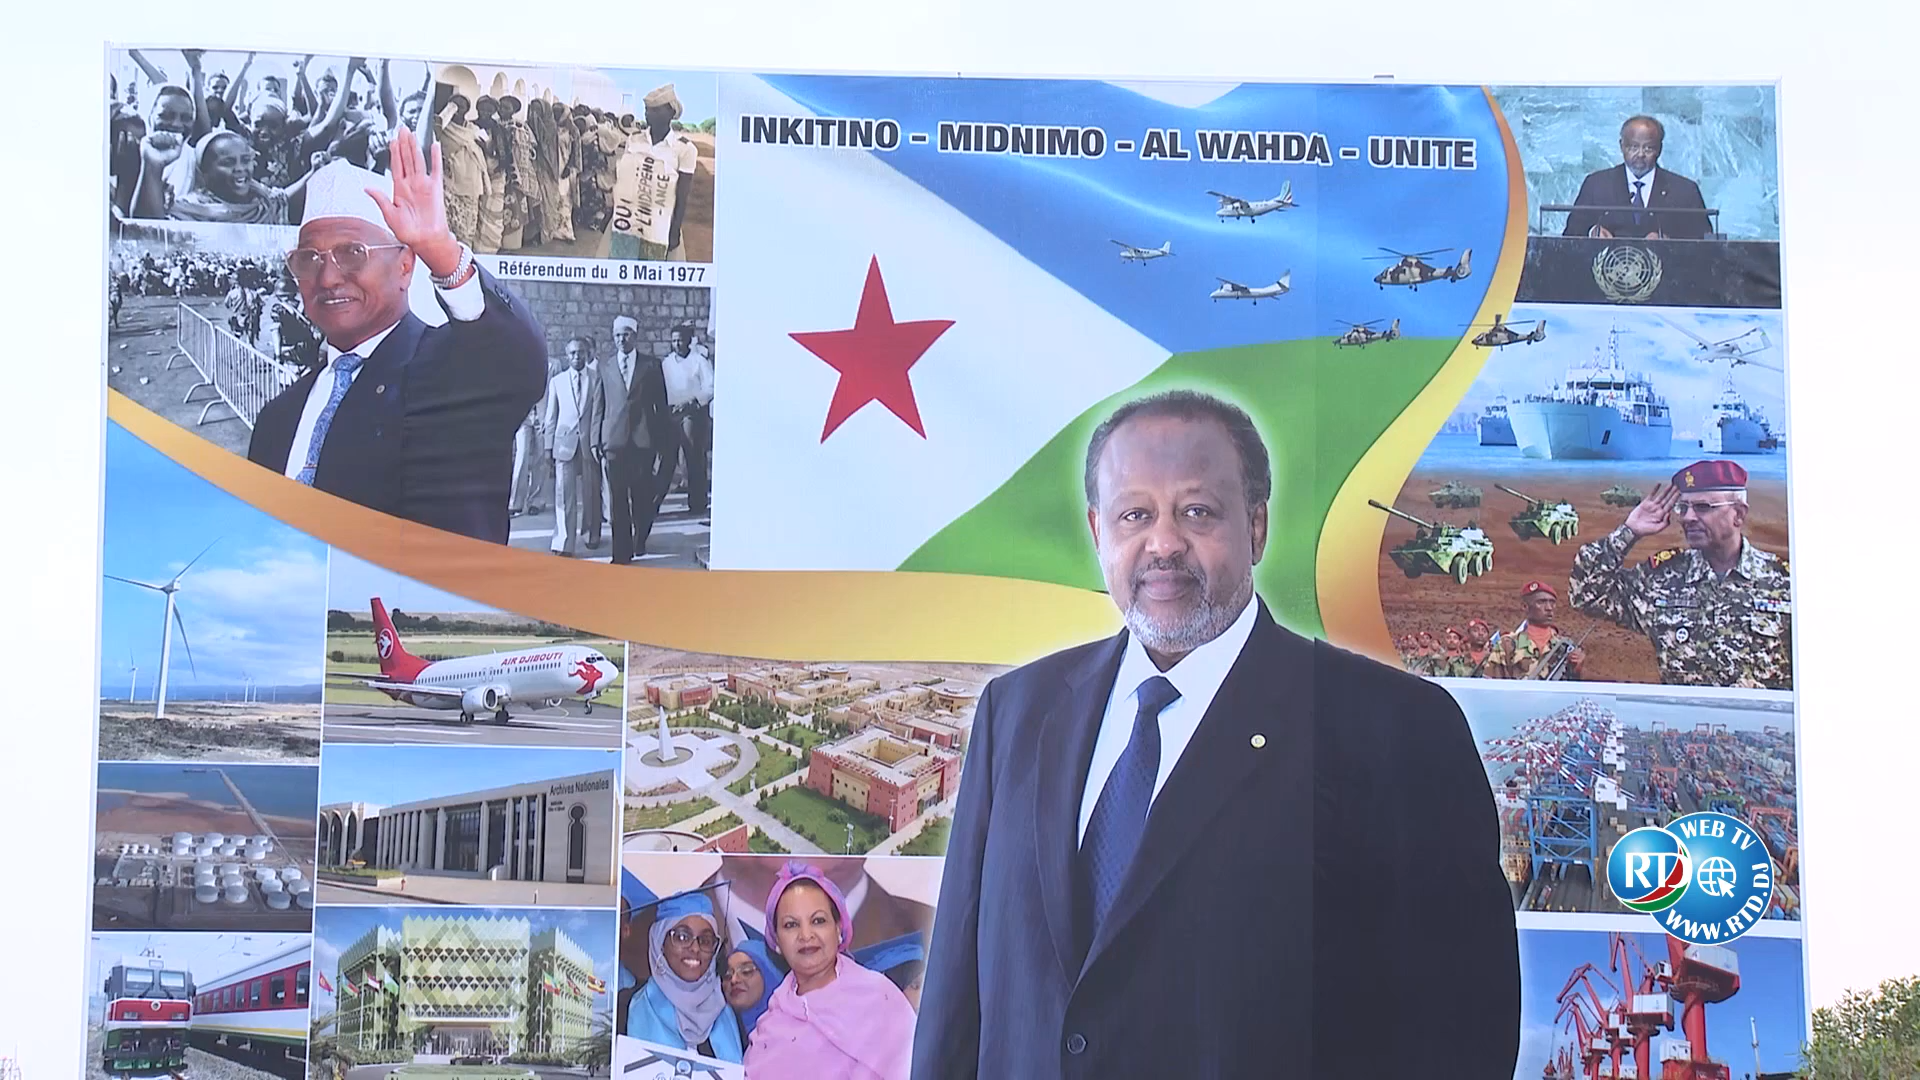 INKITINO - MIDNIMO - AL WAHDA - UNITE
OUI
A
L'INDÉPEND
-ANCE
Référendum du 8 Mai 1977
AIR DJIBOUTI
Archives Nationales
WEB TV
RTD
WWW.RTD.DJ